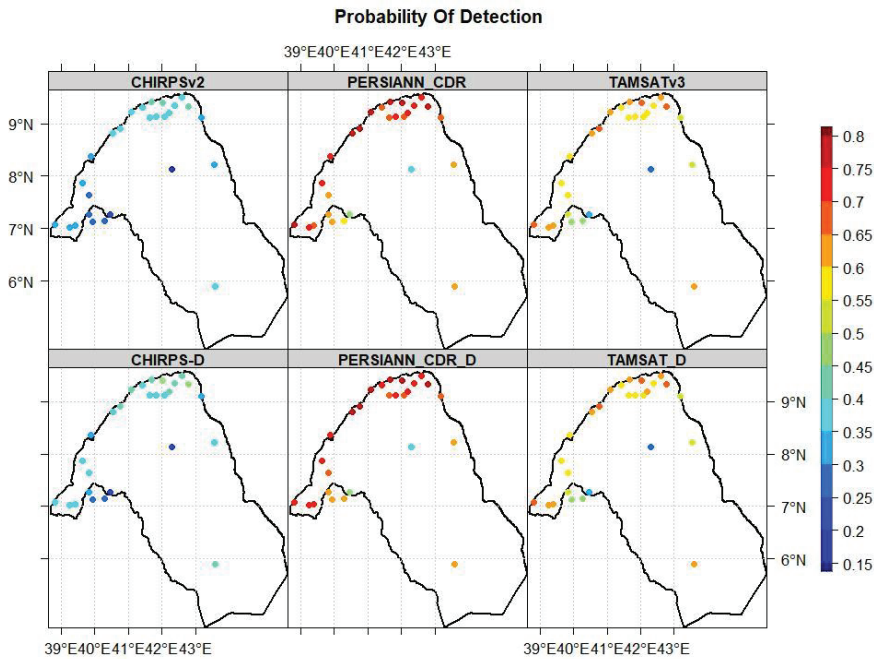 Probability Of Detection
39°E40°E41°E42°E43°E
CHIRPSv2 PERSIANN_CDR TAMSATv3
9°N
8°N
7°N
6°N
CHIRPS-D PERSIANN_CDR_D TAMSAT_D
9°N
8°N
7°N
6°N
39°E40°E41°E42°E43°E 39°E40°E41°E42°E43°E
0.8
0.75
0.7
0.65
0.6
0.55
0.5
0.45
0.4
0.35
0.3
0.25
0.2
0.15